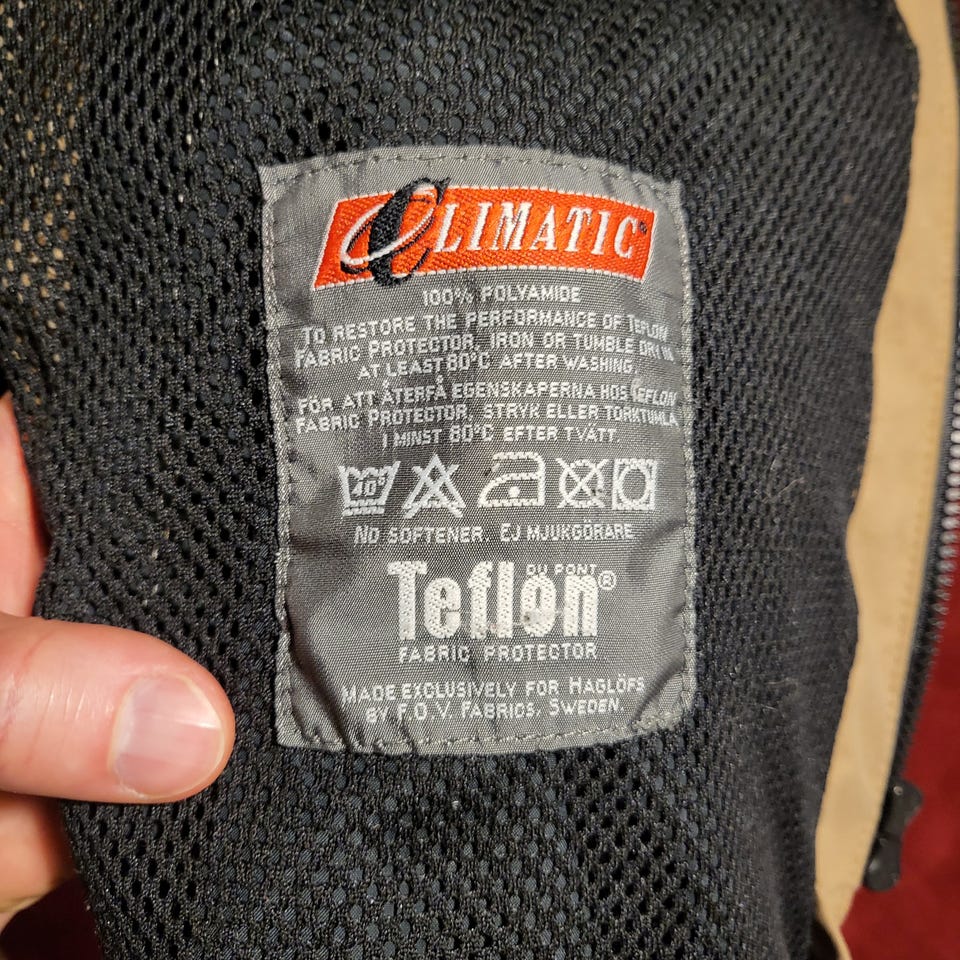 CLIMATIC®
100% POLYAMIDE
TO RESTORE THE PERFORMANCE OF TEFLON
FABRIC PROTECTOR, IRON OR TUMBLE DRY IN
AT LEAST 80°C AFTER WASHING.
FÖR ATT ÅTERFÅ EGENSKAPERNA HOS TEFLON
FABRIC PROTECTOR, STRYK ELLER TORKTUMLA
I MINST 80°C EFTER TVÄTT.
40°
NO SOFTENER. EJ MJUKGÖRARE
DU PONT
Teflon®
FABRIC PROTECTOR
MADE EXCLUSIVELY FOR HAGLÖFS
BY F.O.V. FABRICS, SWEDEN.